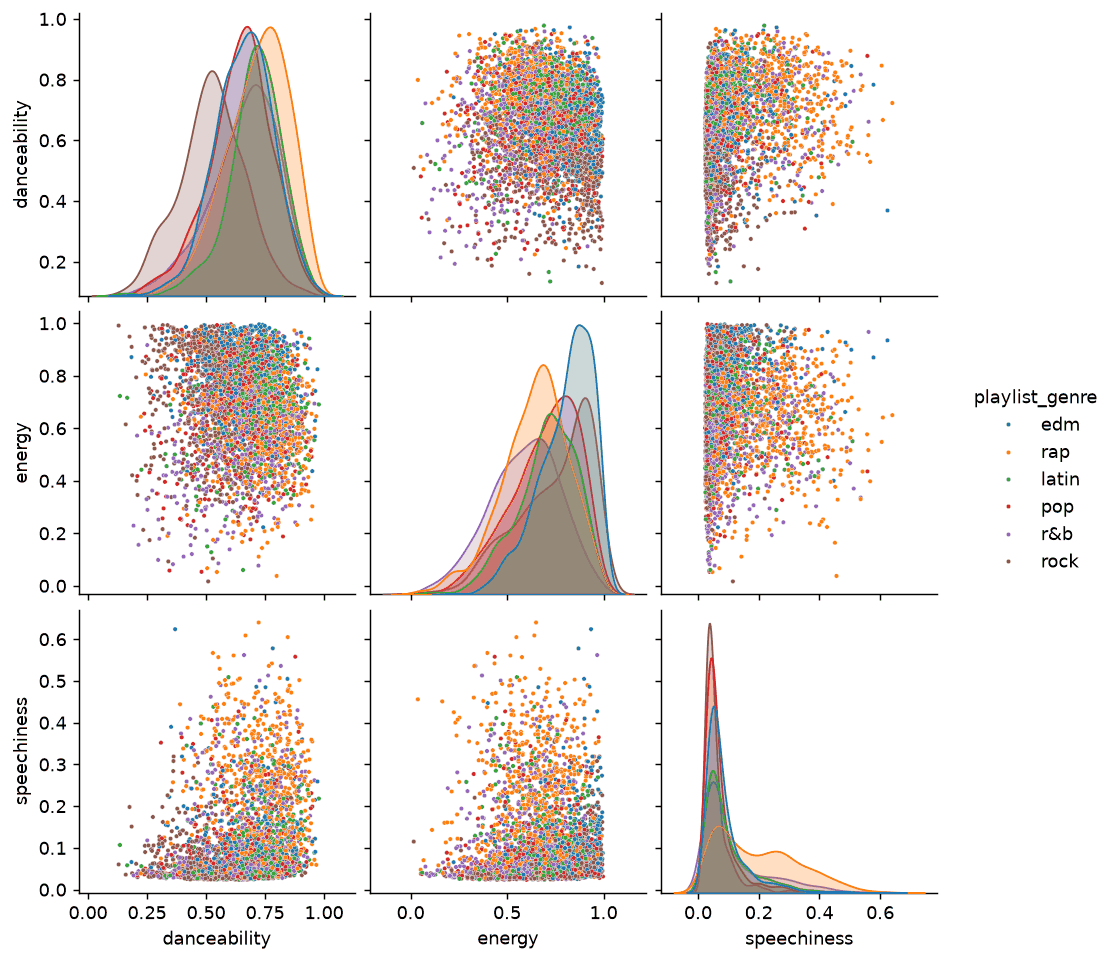 1.0
0.8
0.6
0.4
0.2
danceability
1.0
0.8
0.6
0.4
0.2
0.0
energy
playlist_genre
edm
rap
latin
pop
r&b
rock
0.6
0.5
0.4
0.3
0.2
0.1
0.0
speechiness
0.00 0.25 0.50 0.75 1.00
danceability
0.0 0.5 1.0
energy
0.0 0.2 0.4 0.6
speechiness